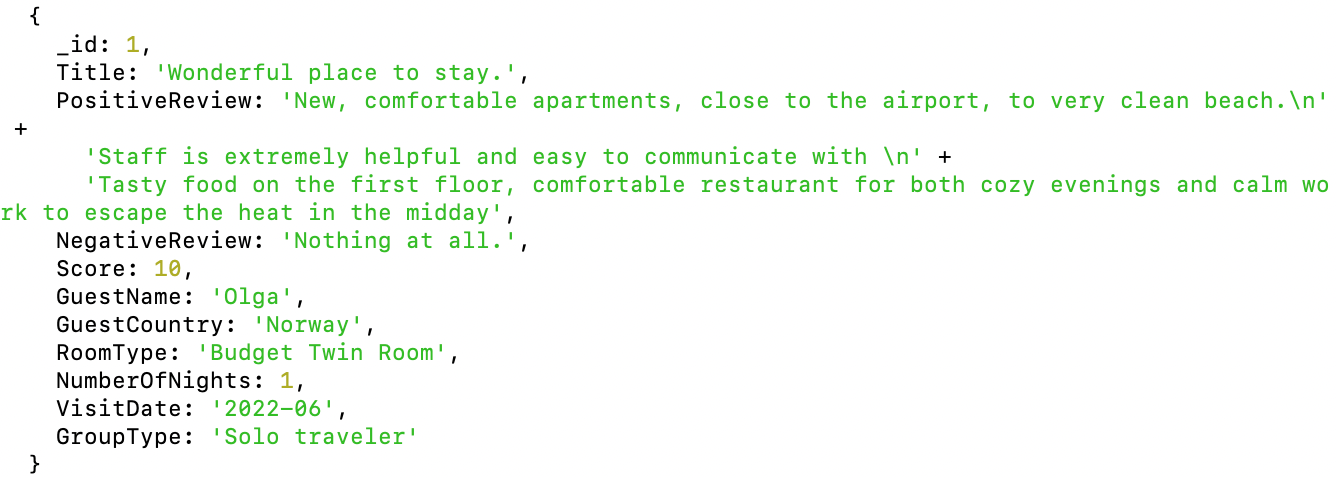 {
_id: 1,
Title: 'Wonderful place to stay.',
PositiveReview: 'New, comfortable apartments, close to the airport, to very clean beach.\n'
+
'Staff is extremely helpful and easy to communicate with \n' +
'Tasty food on the first floor, comfortable restaurant for both cozy evenings and calm wo
rk to escape the heat in the midday',
NegativeReview: 'Nothing at all.',
Score: 10,
GuestName: 'Olga',
GuestCountry: 'Norway',
RoomType: 'Budget Twin Room',
NumberOfNights: 1,
VisitDate: '2022-06',
GroupType: 'Solo traveler'
}